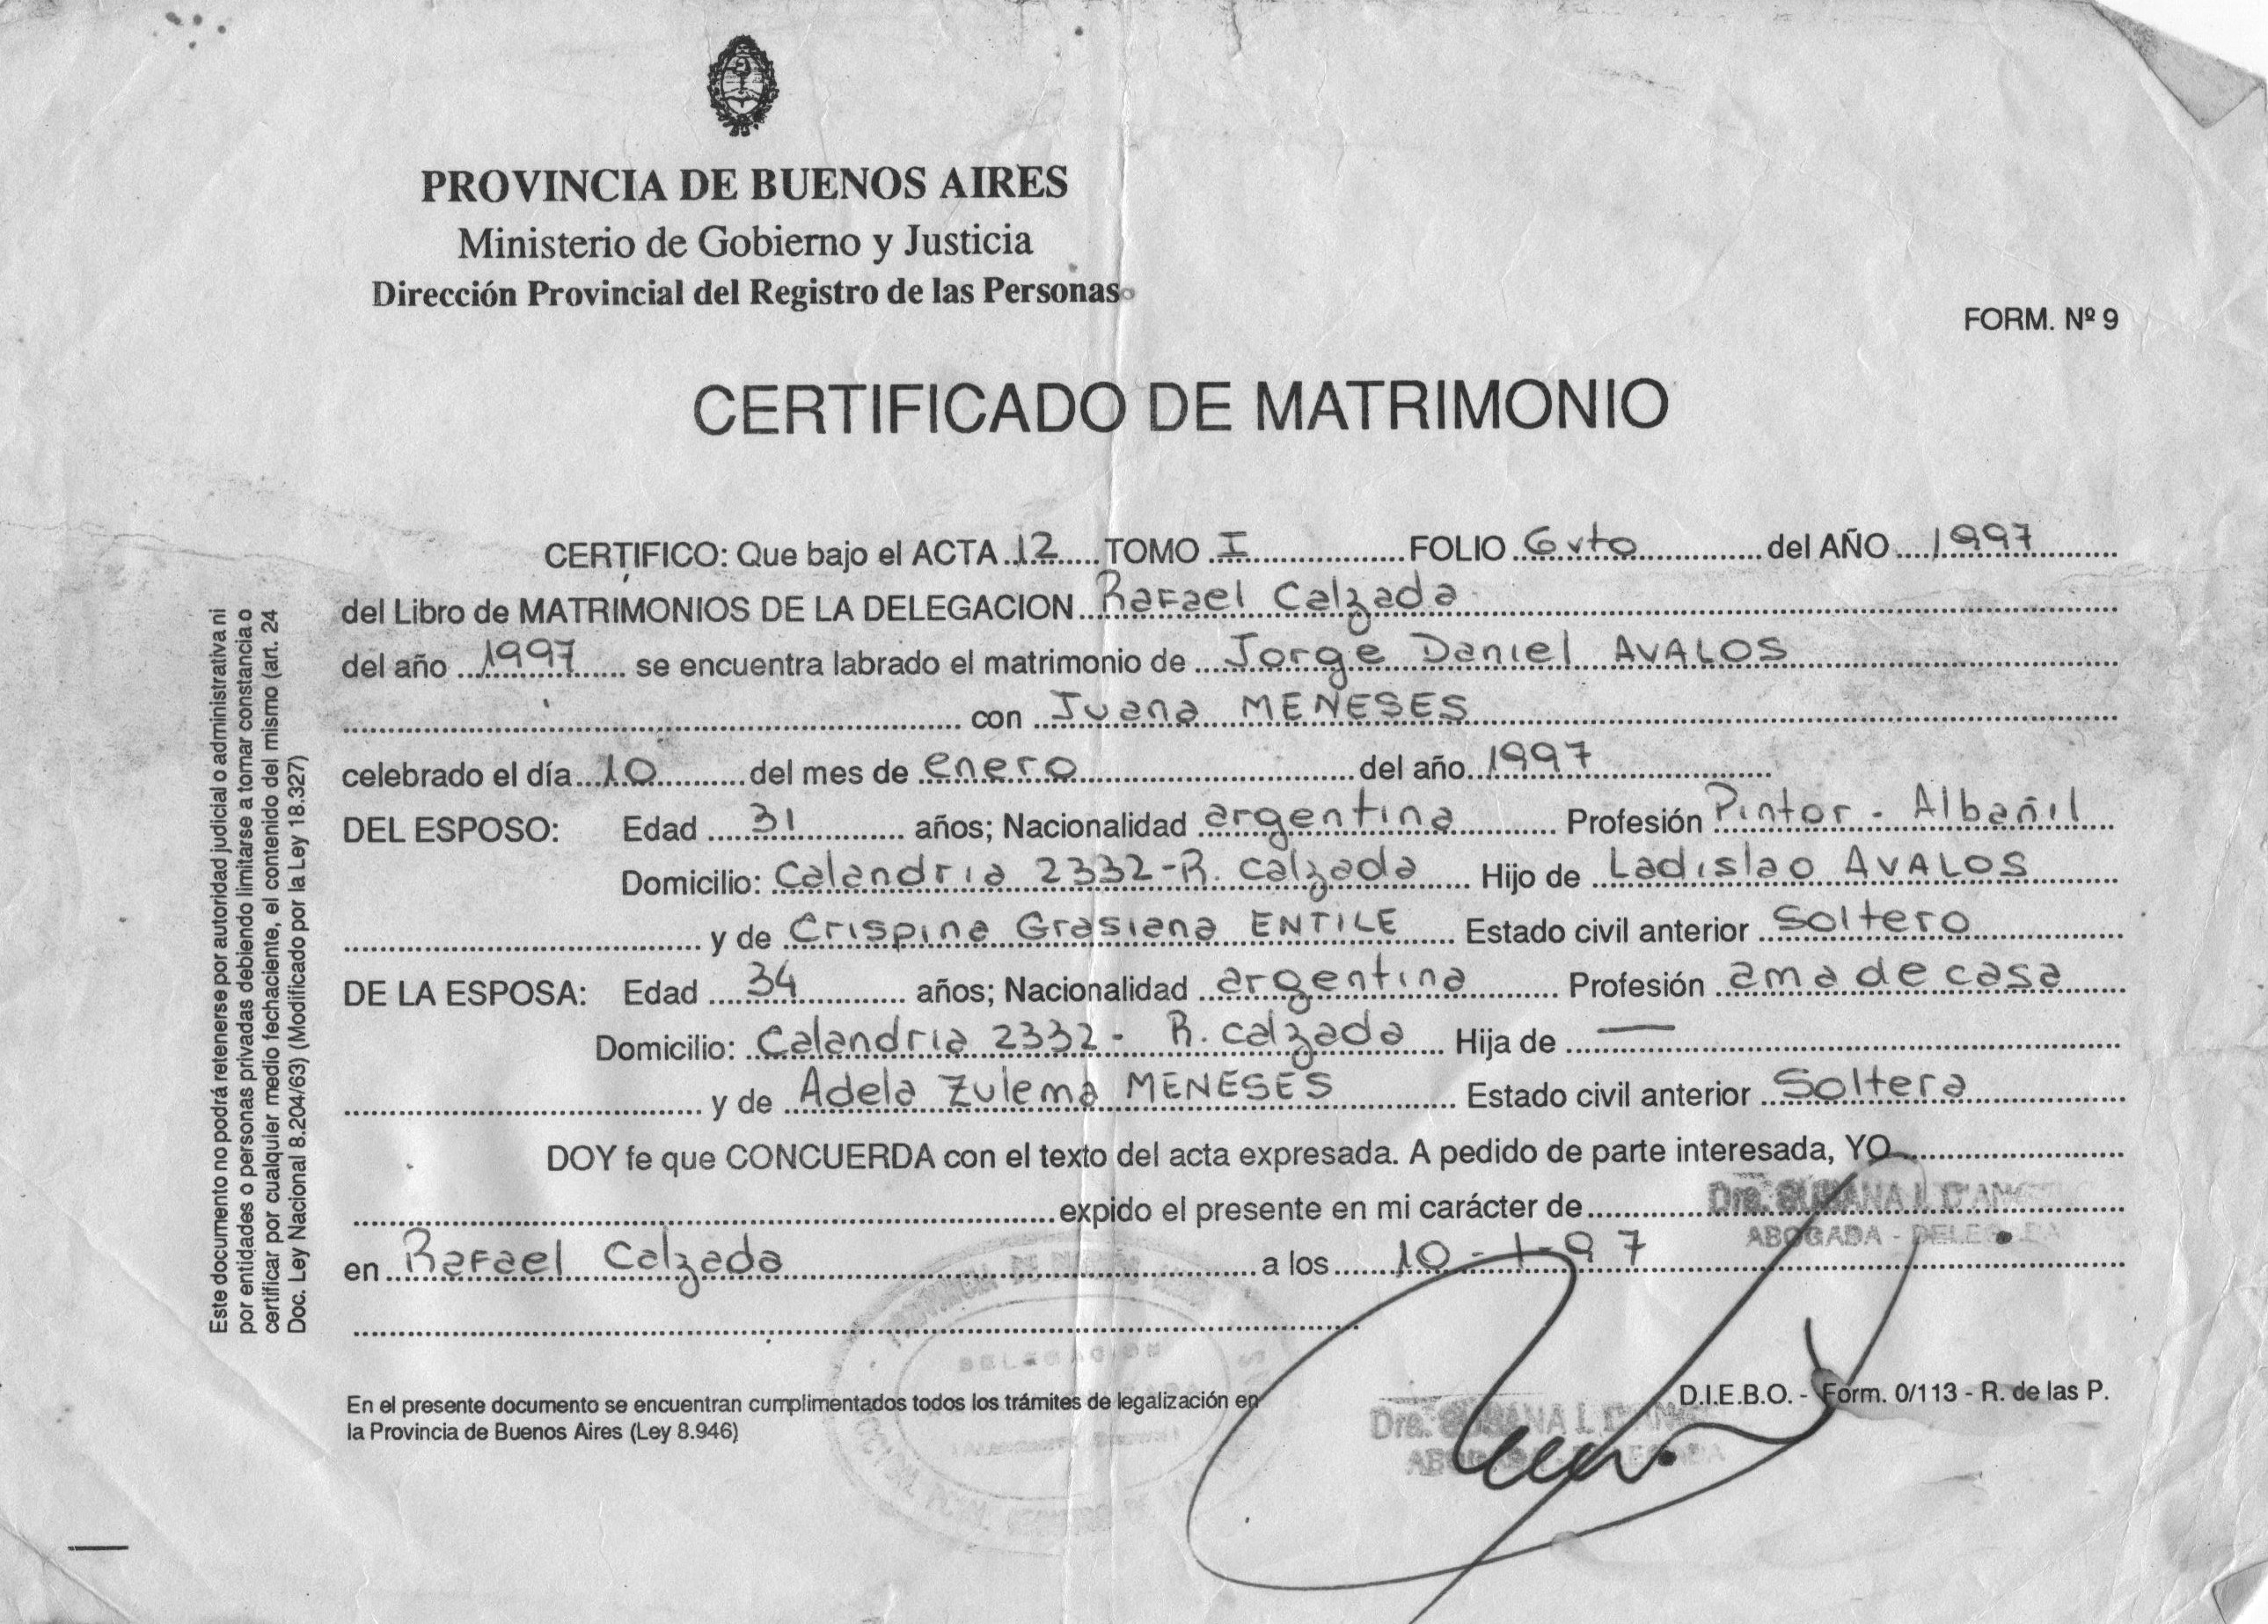 PROVINCIA DE BUENOS AIRES
Ministerio de Gobierno y Justicia
Dirección Provincial del Registro de las Personas
FORM. Nº 9
CERTIFICADO DE MATRIMONIO
CERTIFICO: Que bajo el ACTA 12 TOMO I FOLIO 6 vto del AÑO 1997
del Libro de MATRIMONIOS DE LA DELEGACION Rafael Calzada
del año 1997 se encuentra labrado el matrimonio de Jorge Daniel AVALOS
con Juana MENESES
celebrado el día 10 del mes de enero del año 1997
DEL ESPOSO: Edad 31 años; Nacionalidad argentina Profesión Pintor - Albañil
Domicilio: Calandria 2332 - R. Calzada Hijo de Ladislao AVALOS
y de Crispina Grasiana ENTILE Estado civil anterior Soltero
DE LA ESPOSA: Edad 34 años; Nacionalidad argentina Profesión ama de casa
Domicilio: Calandria 2332 - R. Calzada Hija de —
y de Adela Zulema MENESES Estado civil anterior Soltera
DOY fe que CONCUERDA con el texto del acta expresada. A pedido de parte interesada, YO
expido el presente en mi carácter de Dra. SUSANA I.
ABOGADA - DELEGADA
en Rafael Calzada a los 10-1-97
En el presente documento se encuentran cumplimentados todos los trámites de legalización en
la Provincia de Buenos Aires (Ley 8.946)
D.I.E.B.O. - Form. 0/113 - R. de las P.
Dra. SUSANA I.
ABOGADA - DELEGADA
DELEGACION
Este documento no podrá retenerse por autoridad judicial o administrativa ni
por entidades o personas privadas debiendo limitarse a tomar constancia o
certificar por cualquier medio fechaciente, el contenido del mismo (art. 24
Doc. Ley Nacional 8.204/63) (Modificado por la Ley 18.327)